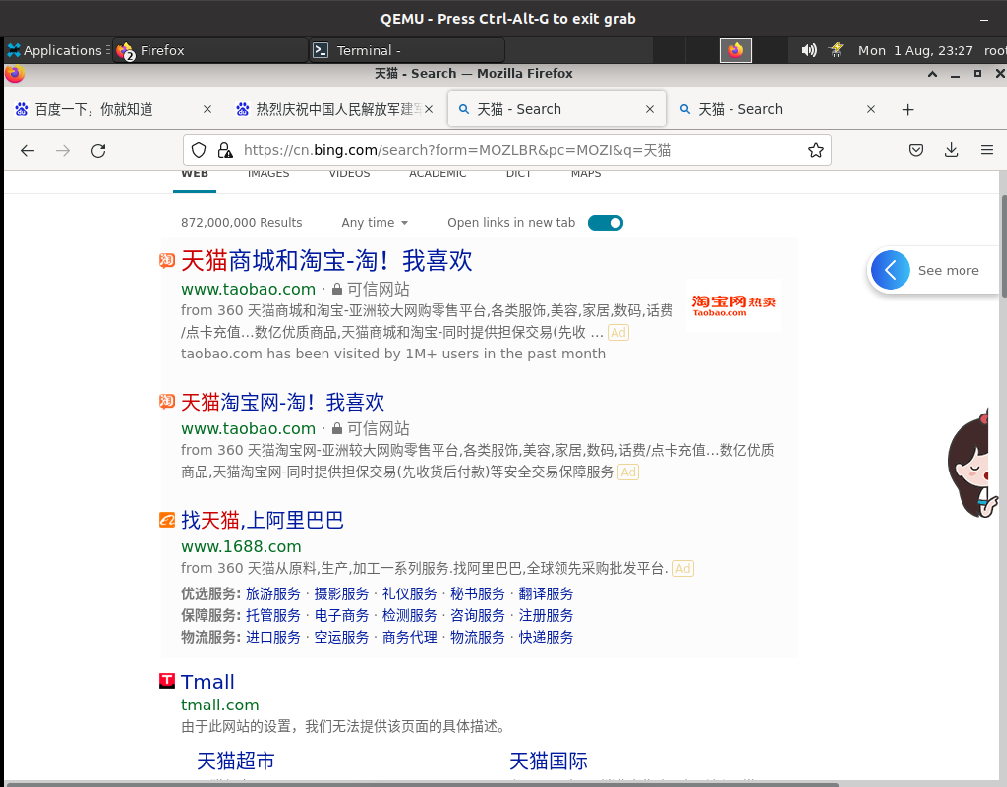 QEMU - Press Ctrl-Alt-G to exit grab
Applications
2
Firefox
Terminal -
Mon 1 Aug, 23:27 root
天猫 - Search — Mozilla Firefox
百度一下，你就知道
热烈庆祝中国人民解放军建军
天猫 - Search
天猫 - Search
https://cn.bing.com/search?form=MOZLBR&pc=MOZI&q=天猫
WEB IMAGES VIDEOS ACADEMIC DICT MAPS
872,000,000 Results Any time Open links in new tab
天猫商城和淘宝-淘！我喜欢
www.taobao.com · 可信网站
from 360 天猫商城和淘宝-亚洲较大网购零售平台,各类服饰,美容,家居,数码,话费
/点卡充值…数亿优质商品,天猫商城和淘宝-同时提供担保交易(先收 … Ad
taobao.com has been visited by 1M+ users in the past month
淘宝网热卖
Taobao.com
See more
天猫淘宝网-淘！我喜欢
www.taobao.com · 可信网站
from 360 天猫淘宝网-亚洲较大网购零售平台,各类服饰,美容,家居,数码,话费/点卡充值…数亿优质
商品,天猫淘宝网-同时提供担保交易(先收货后付款)等安全交易保障服务 Ad
找天猫,上阿里巴巴
www.1688.com
from 360 天猫从原料,生产,加工一系列服务.找阿里巴巴,全球领先采购批发平台. Ad
优选服务: 旅游服务 · 摄影服务 · 礼仪服务 · 秘书服务 · 翻译服务
保障服务: 托管服务 · 电子商务 · 检测服务 · 咨询服务 · 注册服务
物流服务: 进口服务 · 空运服务 · 商务代理 · 物流服务 · 快递服务
Tmall
tmall.com
由于此网站的设置，我们无法提供该页面的具体描述。
天猫超市
天猫国际